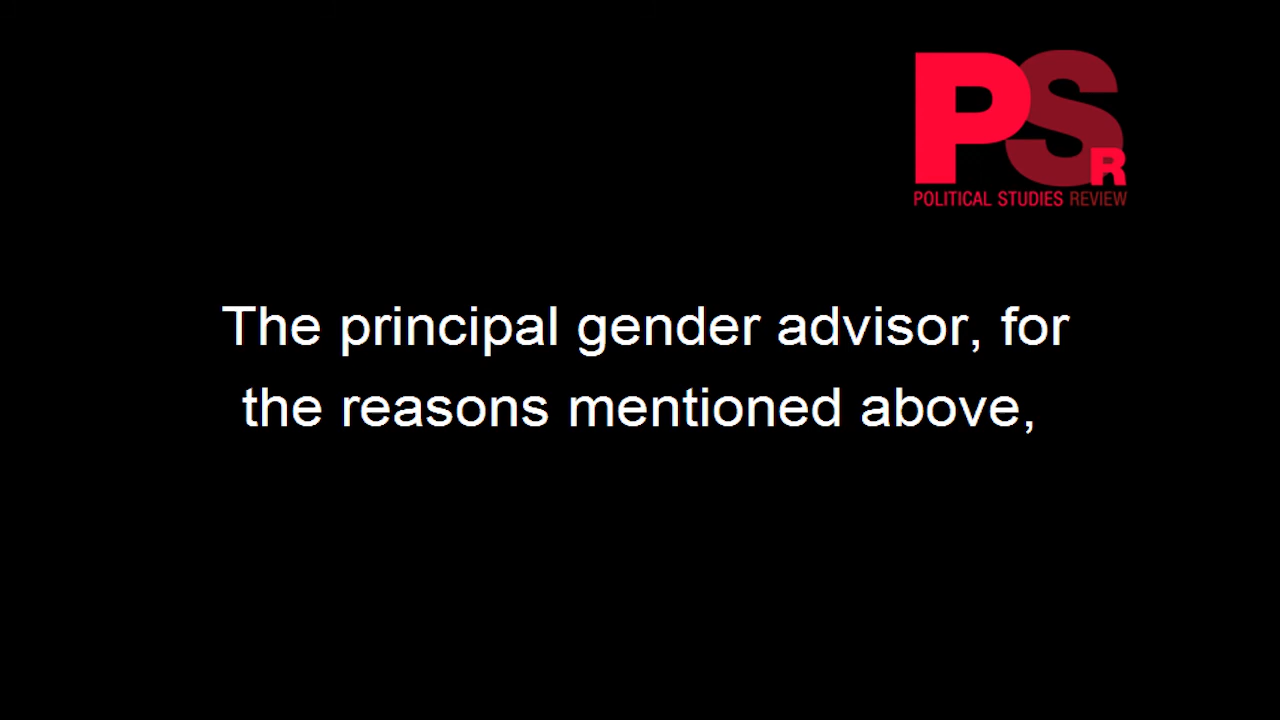 PSR
POLITICAL STUDIES REVIEW
The principal gender advisor, for
the reasons mentioned above,